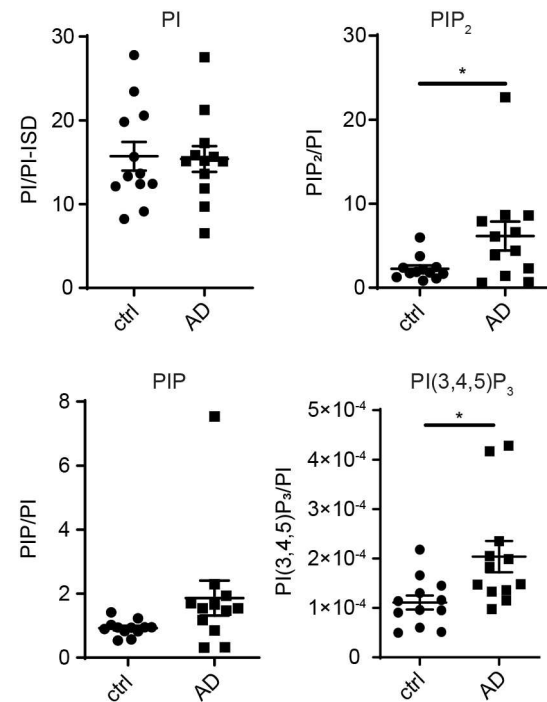 PI
30
20
10
0
PI/PI-ISD
ctrl
AD
PIP₂
*
30
20
10
0
PIP₂/PI
ctrl
AD
PIP
8
6
4
2
0
PIP/PI
ctrl
AD
PI(3,4,5)P₃
*
5×10⁻⁴
4×10⁻⁴
3×10⁻⁴
2×10⁻⁴
1×10⁻⁴
0
PI(3,4,5)P₃/PI
ctrl
AD